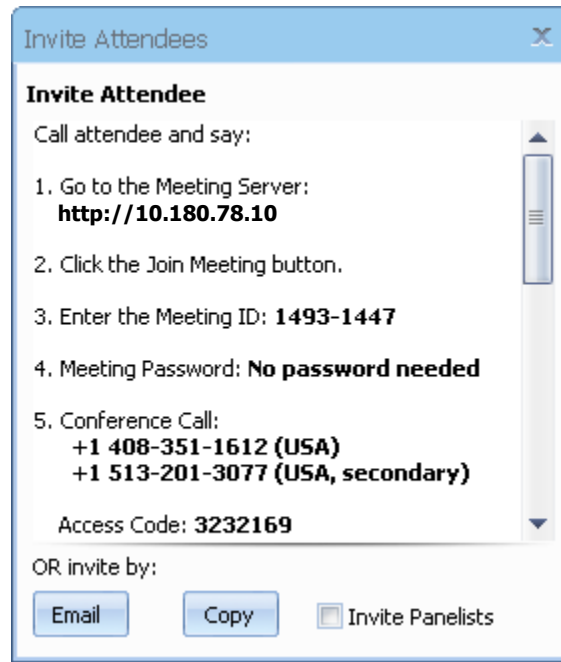 Invite Attendees
Invite Attendee
Call attendee and say:
1. Go to the Meeting Server:
http://10.180.78.10
2. Click the Join Meeting button.
3. Enter the Meeting ID: 1493-1447
4. Meeting Password: No password needed
5. Conference Call:
+1 408-351-1612 (USA)
+1 513-201-3077 (USA, secondary)
Access Code: 3232169
OR invite by:
Email Copy Invite Panelists